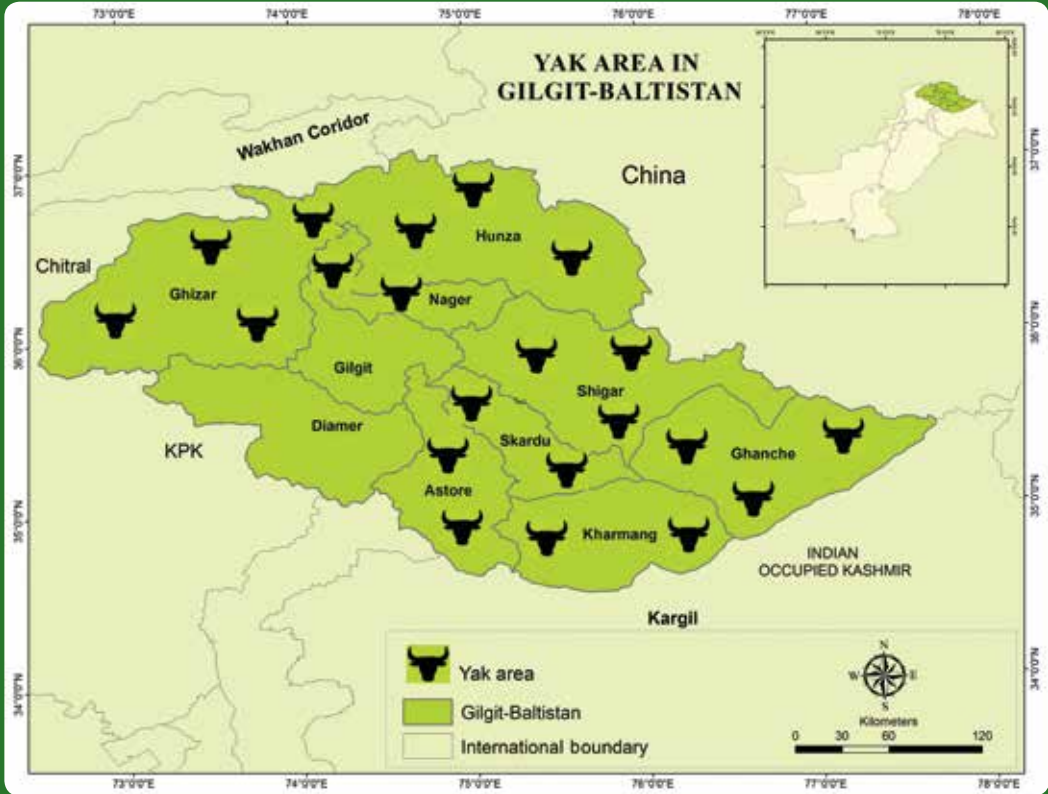 73°0'0"E 74°0'0"E 75°0'0"E 76°0'0"E 77°0'0"E 78°0'0"E
YAK AREA IN
GILGIT-BALTISTAN
Wakhan Coridor
China
37°0'0"N
37°0'0"N
Hunza
Chitral
Ghizar
Nager
36°0'0"N
36°0'0"N
Gilgit
Shigar
Diamer
Skardu
Ghanche
KPK
Astore
35°0'0"N
35°0'0"N
Kharmang
INDIAN
OCCUPIED KASHMIR
Kargil
Yak area
Gilgit-Baltistan
International boundary
N
W E
S
Kilometers
0 30 60 120
34°0'0"N
34°0'0"N
73°0'0"E 74°0'0"E 75°0'0"E 76°0'0"E 77°0'0"E 78°0'0"E